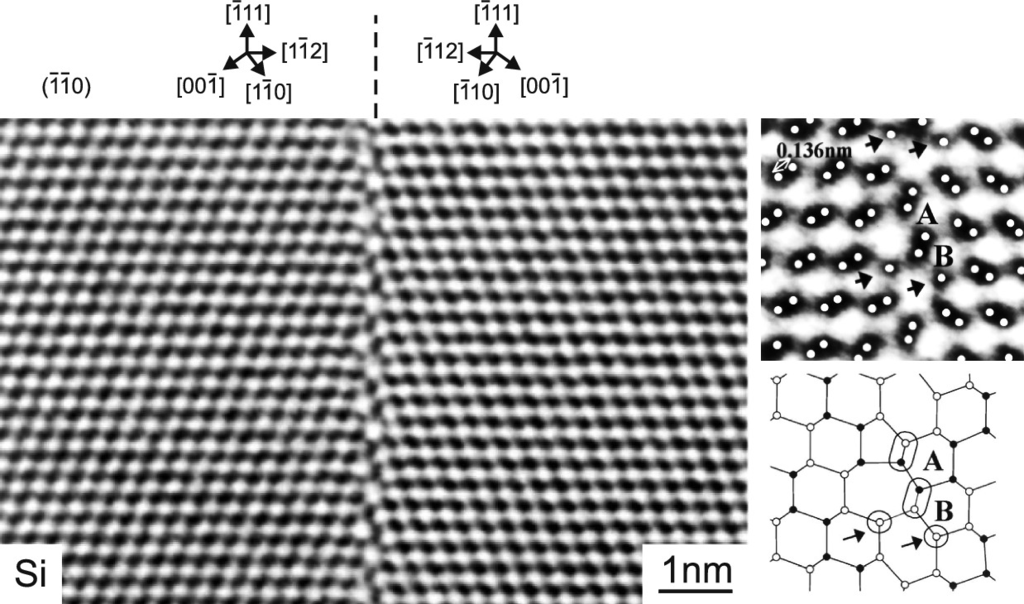 [1̄11]
[11̄2]
[001̄]
[11̄0]
(1̄1̄0)
[1̄11]
[1̄12]
[1̄10]
[001̄]
Si
1nm
0.136nm
A
B
A
B